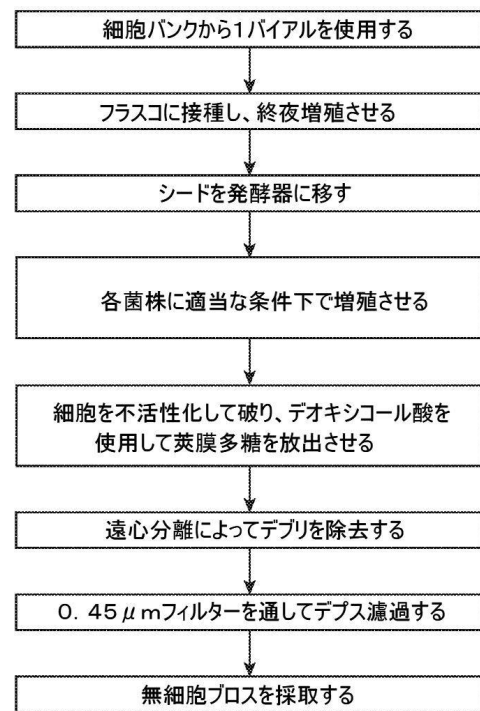 細胞バンクから1バイアルを使用する
フラスコに接種し、終夜増殖させる
シードを発酵器に移す
各菌株に適当な条件下で増殖させる
細胞を不活性化して破り、デオキシコール酸を
使用して莢膜多糖を放出させる
遠心分離によってデブリを除去する
0．45μmフィルターを通してデプス濾過する
無細胞ブロスを採取する